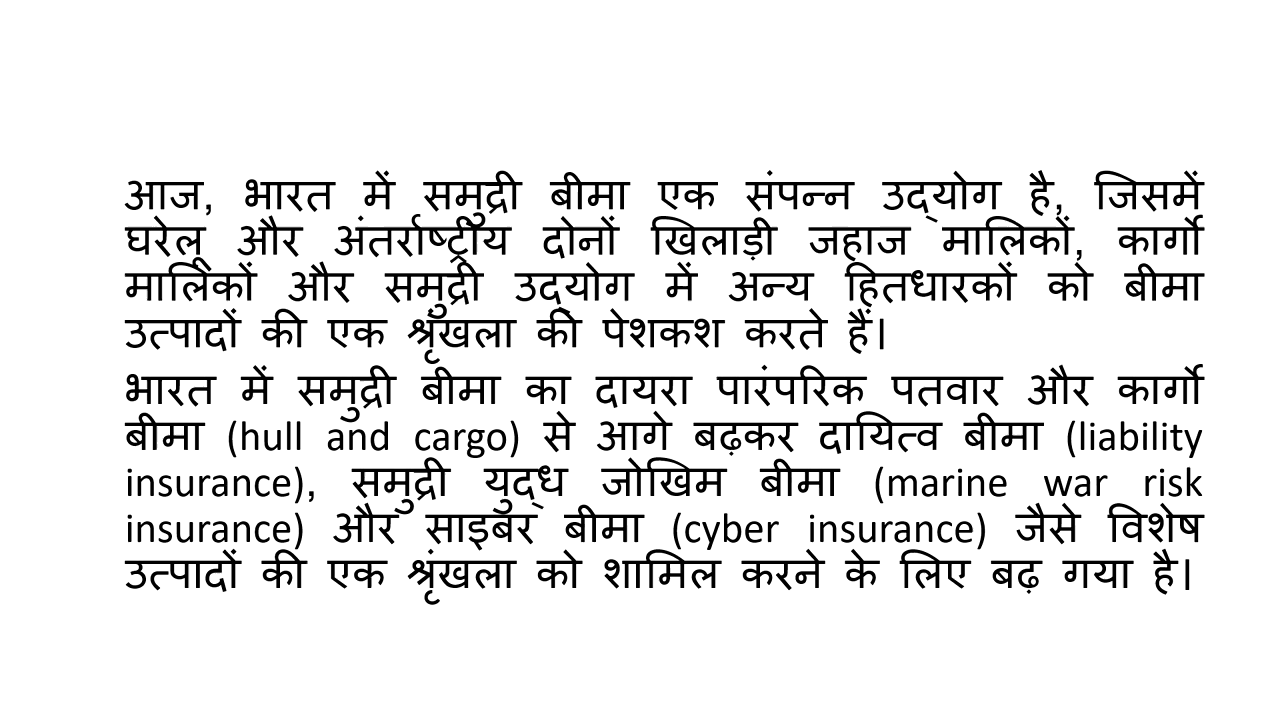 आज, भारत में समुद्री बीमा एक संपन्न उद्योग है, जिसमें
घरेलू और अंतर्राष्ट्रीय दोनों खिलाड़ी जहाज मालिकों, कार्गो
मालिकों और समुद्री उद्योग में अन्य हितधारकों को बीमा
उत्पादों की एक श्रृंखला की पेशकश करते हैं।
भारत में समुद्री बीमा का दायरा पारंपरिक पतवार और कार्गो
बीमा (hull and cargo) से आगे बढ़कर दायित्व बीमा (liability
insurance), समुद्री युद्ध जोखिम बीमा (marine war risk
insurance) और साइबर बीमा (cyber insurance) जैसे विशेष
उत्पादों की एक श्रृंखला को शामिल करने के लिए बढ़ गया है।